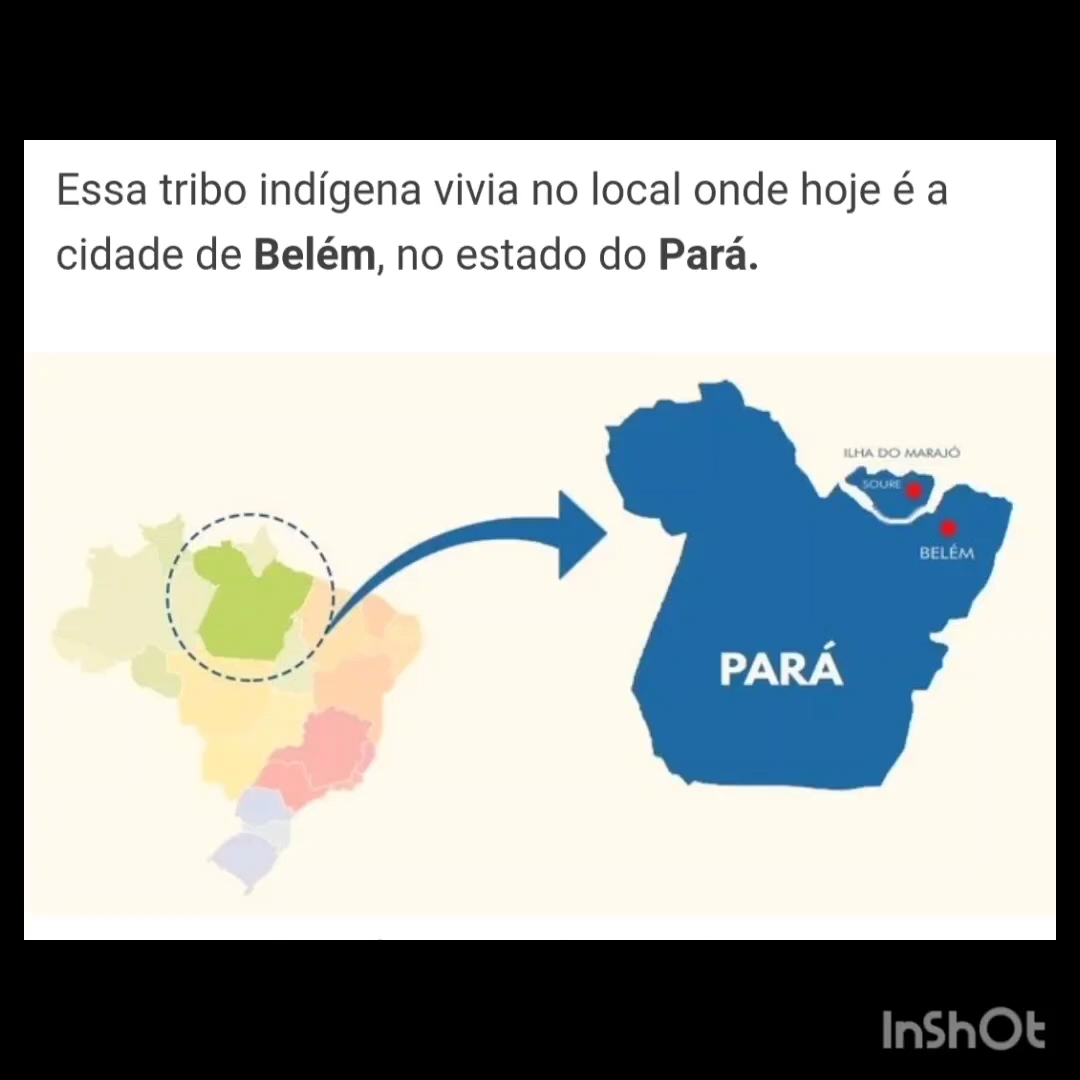 Essa tribo indígena vivia no local onde hoje é a
cidade de Belém, no estado do Pará.
ILHA DO MARAJÓ
SOURE
BELÉM
PARÁ
InShOt